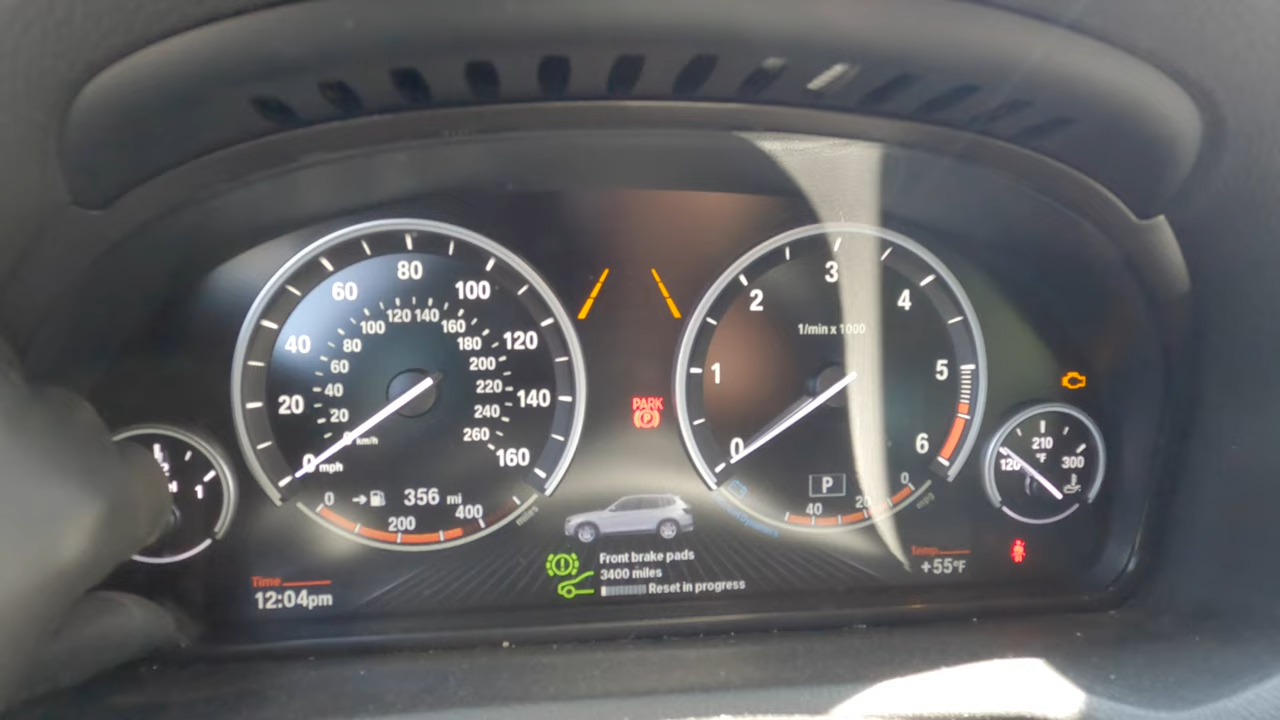 80
60
100
40
120
20
140
0 mph
160
120 140
100
160
80
180
60
200
40
220
20
240
0 km/h
260
356 mi
0
200
400
miles
PARK
P
3
2
4
1/min x 1000
1
5
0
6
P
40
20
0
mpg
210
°F
120
300
1
Front brake pads
3400 miles
Reset in progress
Time
12:04pm
Temp
+55°F